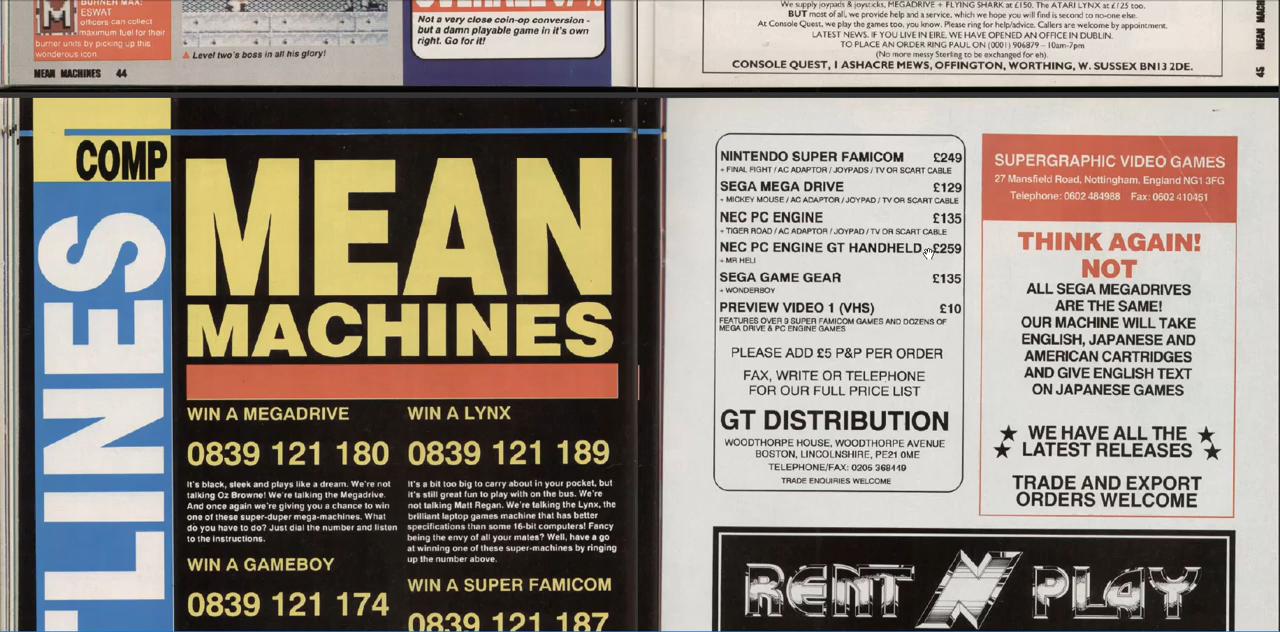 BURNER MAX:
ESWAT
officers can collect
maximum fuel for their
burner units by picking up this
wonderous icon
Level two's boss in all his glory!
Not a very close coin-op conversion -
but a damn playable game in it's own
right. Go for it!
MEAN MACHINES 44
We supply joypads & joysticks, MEGADRIVE + FLYING SHARK at £150. The ATARI LYNX at £125 too.
BUT most of all, we provide help and a service, which we hope you will find is second to no-one else.
At Console Quest, we play the games too, you know. Please ring for help/advice. Callers are welcome by appointment.
LATEST NEWS. IF YOU LIVE IN EIRE, WE HAVE OPENED AN OFFICE IN DUBLIN.
TO PLACE AN ORDER RING PAUL ON (0001) 906879 – 10am-7pm
(No more messy Sterling to be exchanged for eh).
CONSOLE QUEST, 1 ASHACRE MEWS, OFFINGTON, WORTHING, W. SUSSEX BN13 2DE.
45
COMP
LINES
MEAN
MACHINES
WIN A MEGADRIVE
0839 121 180
It's black, sleek and plays like a dream. We're not
talking Oz Browne! We're talking the Megadrive.
And once again we're giving you a chance to win
one of these super-duper mega-machines. What
do you have to do? Just dial the number and listen
to the instructions.
WIN A GAMEBOY
0839 121 174
WIN A LYNX
0839 121 189
It's a bit too big to carry about in your pocket, but
it's still great fun to play with on the bus. We're
not talking Matt Regan. We're talking the Lynx, the
brilliant laptop games machine that has better
specifications than some 16-bit computers! Fancy
being the envy of all your mates? Well, have a go
at winning one of these super-machines by ringing
up the number above.
WIN A SUPER FAMICOM
0839 121 187
NINTENDO SUPER FAMICOM £249
+ FINAL FIGHT / AC ADAPTOR / JOYPADS / TV OR SCART CABLE
SEGA MEGA DRIVE £129
+ MICKEY MOUSE / AC ADAPTOR / JOYPAD / TV OR SCART CABLE
NEC PC ENGINE £135
+ TIGER ROAD / AC ADAPTOR / JOYPAD / TV OR SCART CABLE
NEC PC ENGINE GT HANDHELD £259
+ MR HELI
SEGA GAME GEAR £135
+ WONDERBOY
PREVIEW VIDEO 1 (VHS) £10
FEATURES OVER 9 SUPER FAMICOM GAMES AND DOZENS OF
MEGA DRIVE & PC ENGINE GAMES
PLEASE ADD £5 P&P PER ORDER
FAX, WRITE OR TELEPHONE
FOR OUR FULL PRICE LIST
GT DISTRIBUTION
WOODTHORPE HOUSE, WOODTHORPE AVENUE
BOSTON, LINCOLNSHIRE, PE21 0ME
TELEPHONE/FAX: 0205 368449
TRADE ENQUIRIES WELCOME
SUPERGRAPHIC VIDEO GAMES
27 Mansfield Road, Nottingham. England NG1 3FG
Telephone: 0602 484988 Fax: 0602 410451
THINK AGAIN!
NOT
ALL SEGA MEGADRIVES
ARE THE SAME!
OUR MACHINE WILL TAKE
ENGLISH, JAPANESE AND
AMERICAN CARTRIDGES
AND GIVE ENGLISH TEXT
ON JAPANESE GAMES
WE HAVE ALL THE
LATEST RELEASES
TRADE AND EXPORT
ORDERS WELCOME
RENT N PLAY